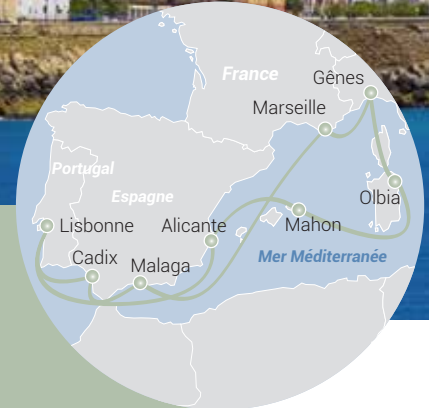 France
Gênes
Marseille
Portugal
Espagne
Olbia
Lisbonne
Alicante
Mahon
Cadix
Malaga
Mer Méditerranée